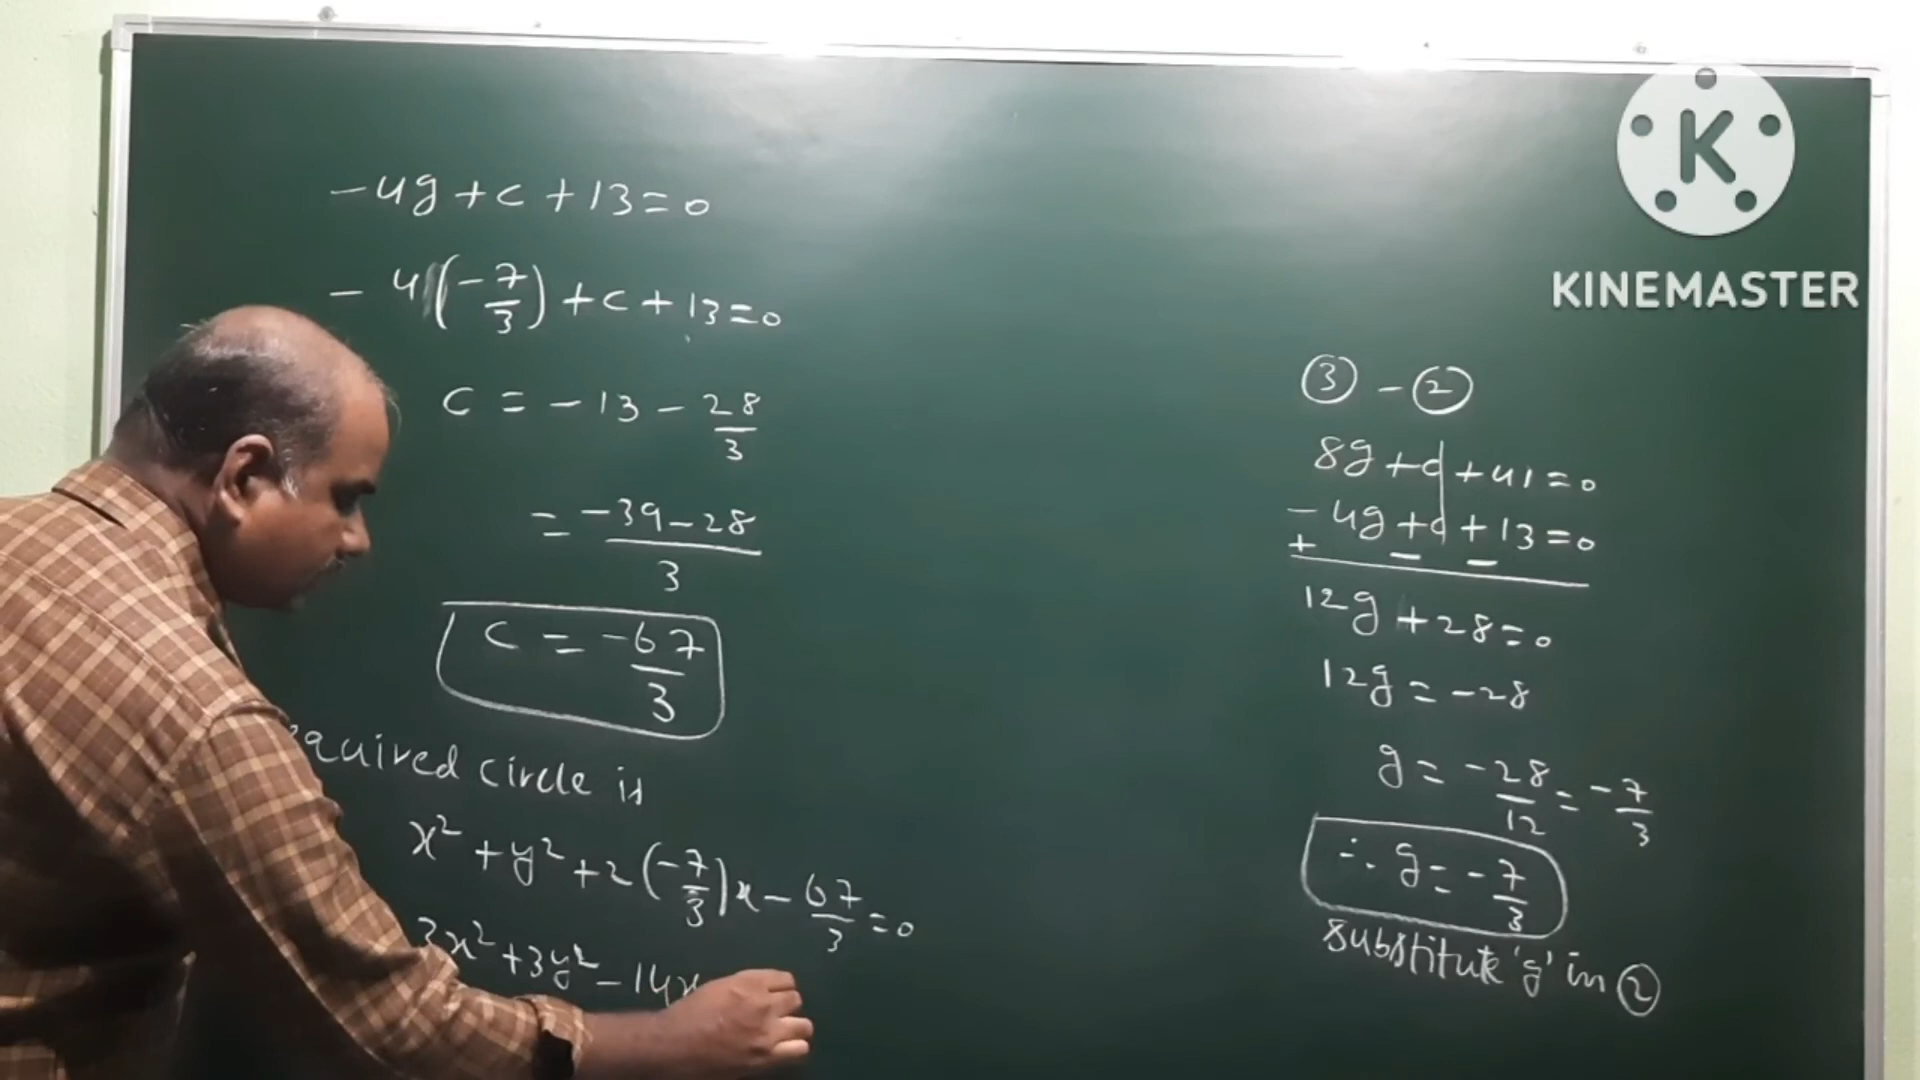 -4g+c+13=0
-4(-7/3)+c+13=0
c = -13 - 28/3
= -39-28/3
c = -67/3
equired circle is
x²+y²+2(-7/3)x-67/3=0
3x²+3y²-14x
K
KINEMASTER
③ - ②
8g+c+41=0
-4g+c+13=0
+ - -
12g+28=0
12g=-28
g=-28/12=-7/3
∴ g=-7/3
substitute 'g' in ②